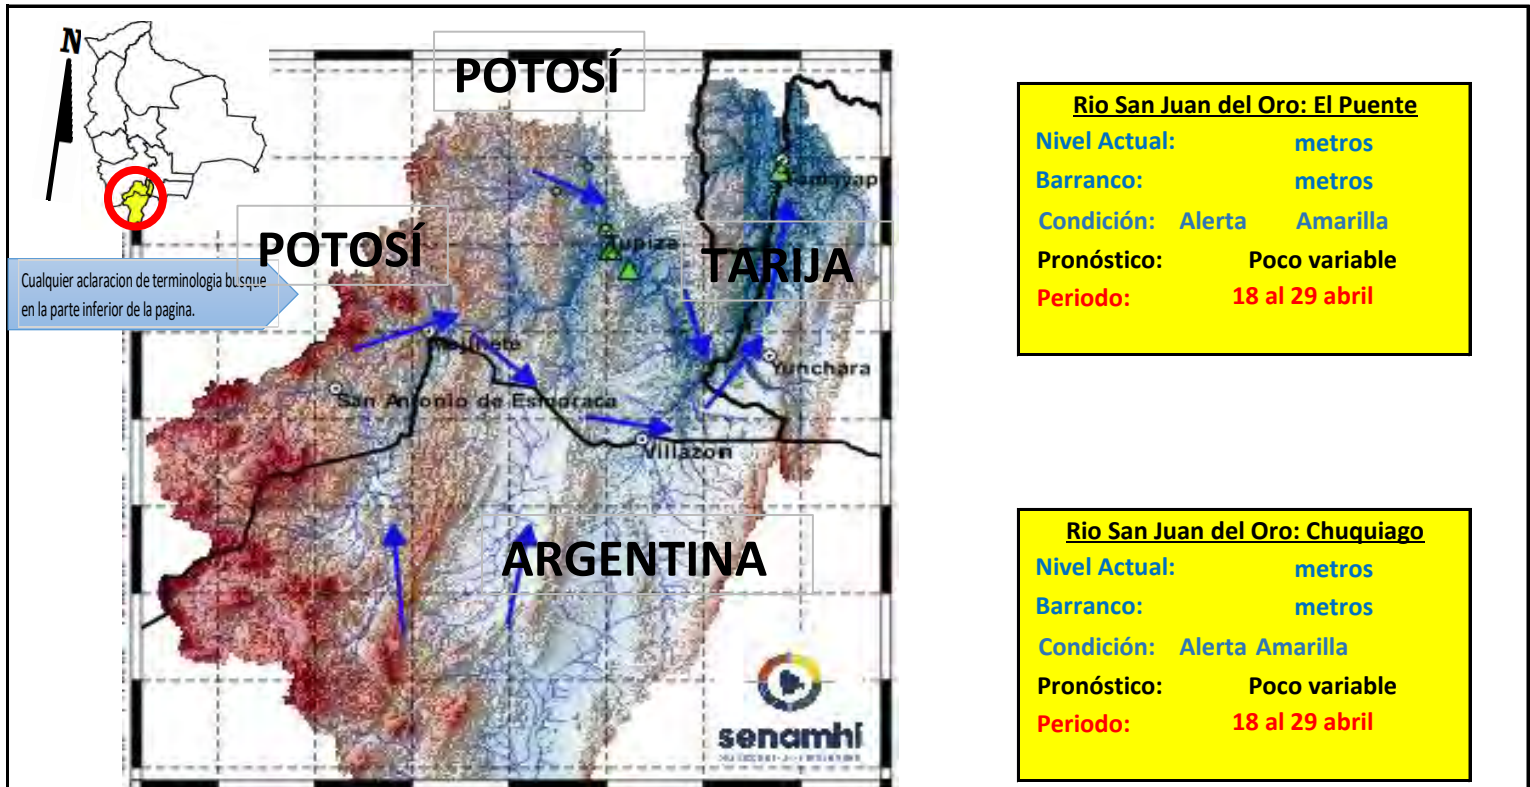 N
POTOSÍ
POTOSÍ
TARIJA
ARGENTINA
Cualquier aclaracion de terminologia busque
en la parte inferior de la pagina.
Tupiza
Yunchara
San Antonio de Esmoraca
Villazon
senamhi
Rio San Juan del Oro: El Puente
Nivel Actual: metros
Barranco: metros
Condición: Alerta Amarilla
Pronóstico: Poco variable
Periodo: 18 al 29 abril
Rio San Juan del Oro: Chuquiago
Nivel Actual: metros
Barranco: metros
Condición: Alerta Amarilla
Pronóstico: Poco variable
Periodo: 18 al 29 abril